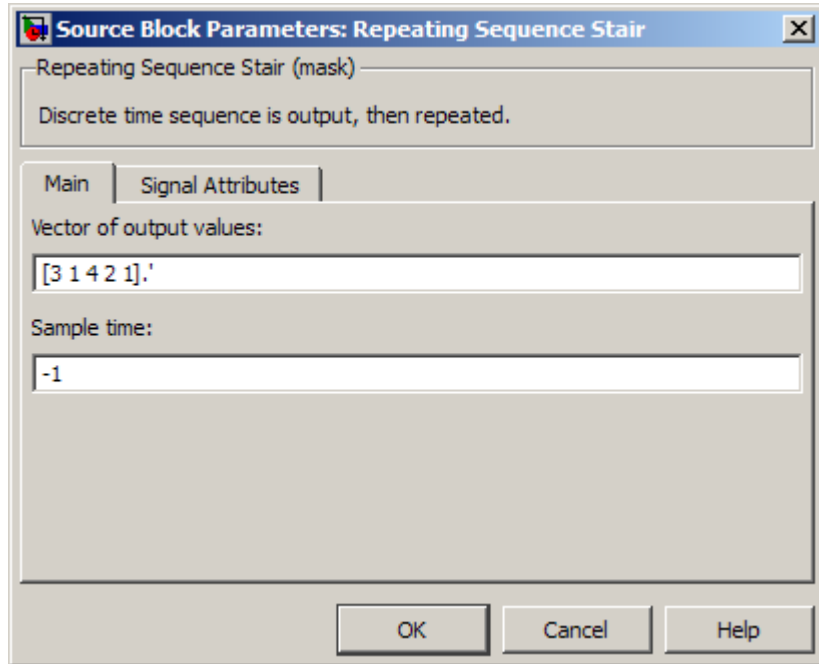 Source Block Parameters: Repeating Sequence Stair
Repeating Sequence Stair (mask)
Discrete time sequence is output, then repeated.
Main
Signal Attributes
Vector of output values:
[3 1 4 2 1].'
Sample time:
-1
OK
Cancel
Help